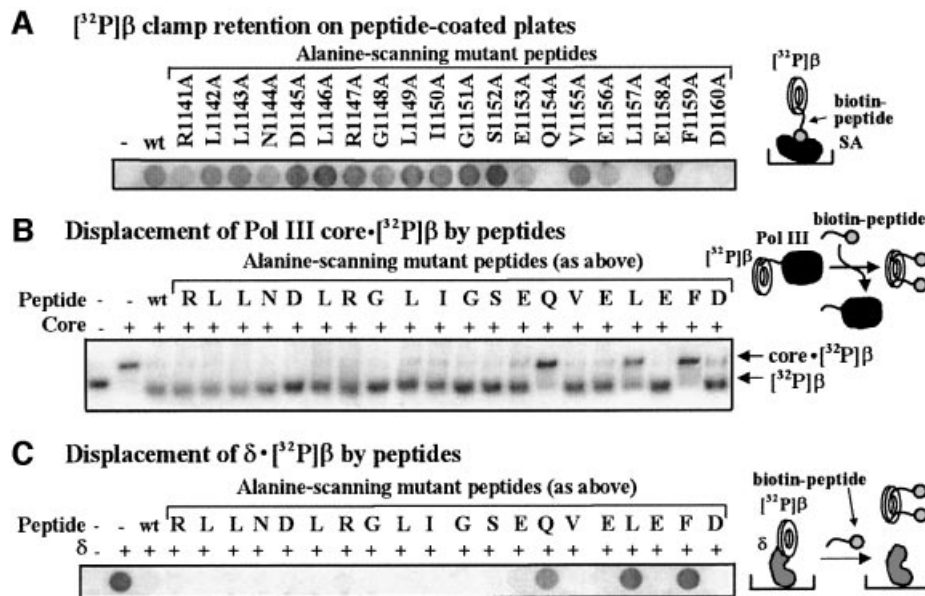 A [³²P]β clamp retention on peptide-coated plates
Alanine-scanning mutant peptides
- wt R1141A L1142A L1143A N1144A D1145A L1146A R1147A G1148A L1149A I1150A G1151A S1152A E1153A Q1154A V1155A E1156A L1157A E1158A F1159A D1160A
[³²P]β
biotin-
peptide
SA
B Displacement of Pol III core•[³²P]β by peptides
Alanine-scanning mutant peptides (as above)
Peptide - - wt R L L N D L R G L I G S E Q V E L E F D
Core - + + + + + + + + + + + + + + + + + + + + + +
core•[³²P]β
[³²P]β
biotin-peptide
Pol III
[³²P]β
C Displacement of δ•[³²P]β by peptides
Alanine-scanning mutant peptides (as above)
Peptide - - wt R L L N D L R G L I G S E Q V E L E F D
δ - + + + + + + + + + + + + + + + + + + + + + +
biotin-peptide
[³²P]β
δ